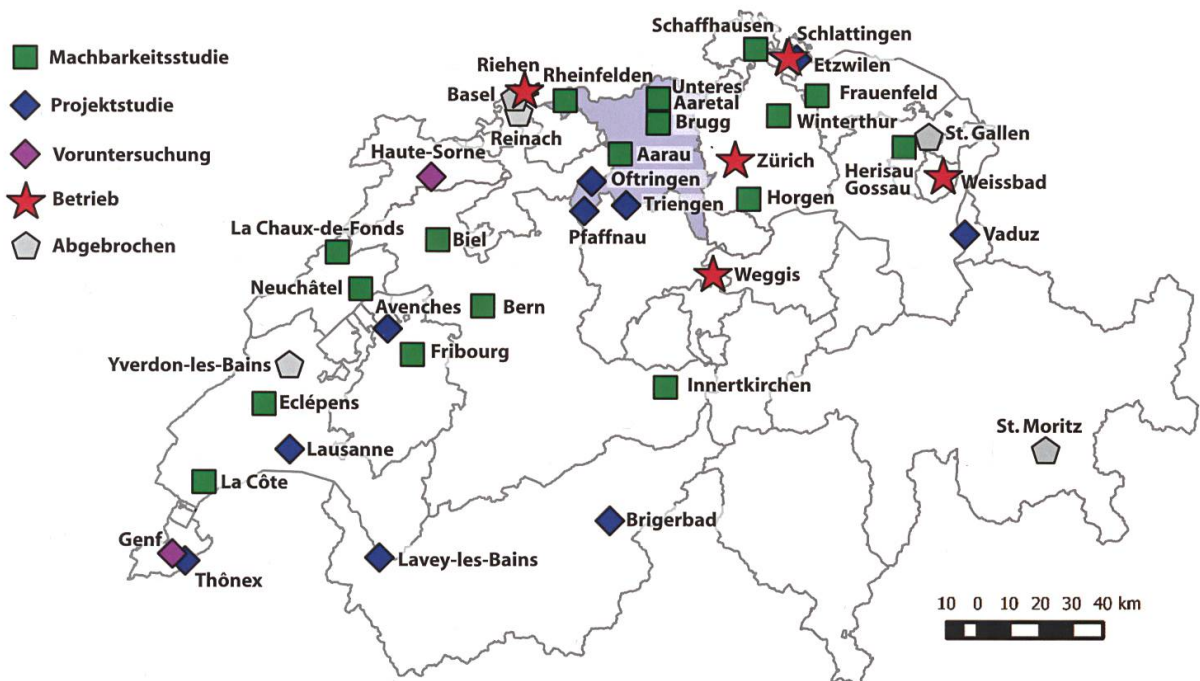 Machbarkeitsstudie
Projektstudie
Voruntersuchung
Betrieb
Abgebrochen
Schaffhausen
Schlattingen
Etzwilen
Riehen
Rheinfelden
Basel
Reinach
Unteres
Aaretal
Brugg
Frauenfeld
Winterthur
St. Gallen
Haute-Sorne
Aarau
Zürich
Herisau
Gossau
Weissbad
Oftringen
Triengen
Horgen
Pfaffnau
La Chaux-de-Fonds
Biel
Vaduz
Weggis
Neuchâtel
Avenches
Bern
Fribourg
Yverdon-les-Bains
Innertkirchen
Eclépens
St. Moritz
Lausanne
La Côte
Brigerbad
Genf
Thônex
Lavey-les-Bains
10 0 10 20 30 40 km